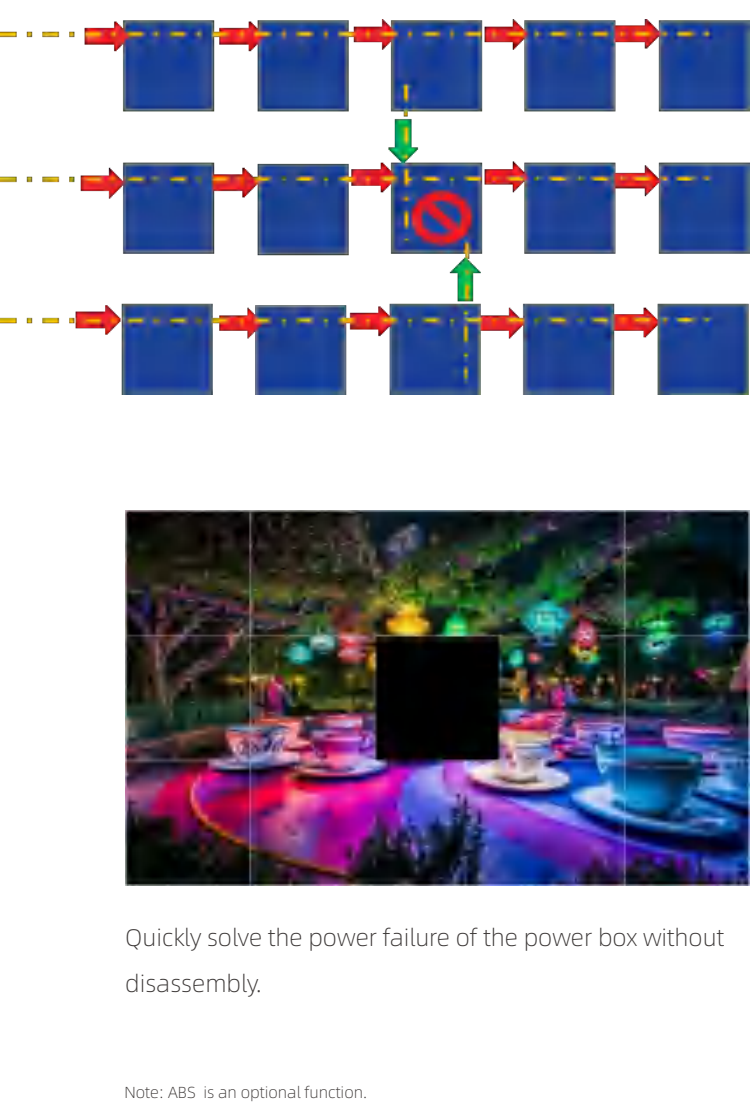 Quickly solve the power failure of the power box without
disassembly.
Note: ABS is an optional function.